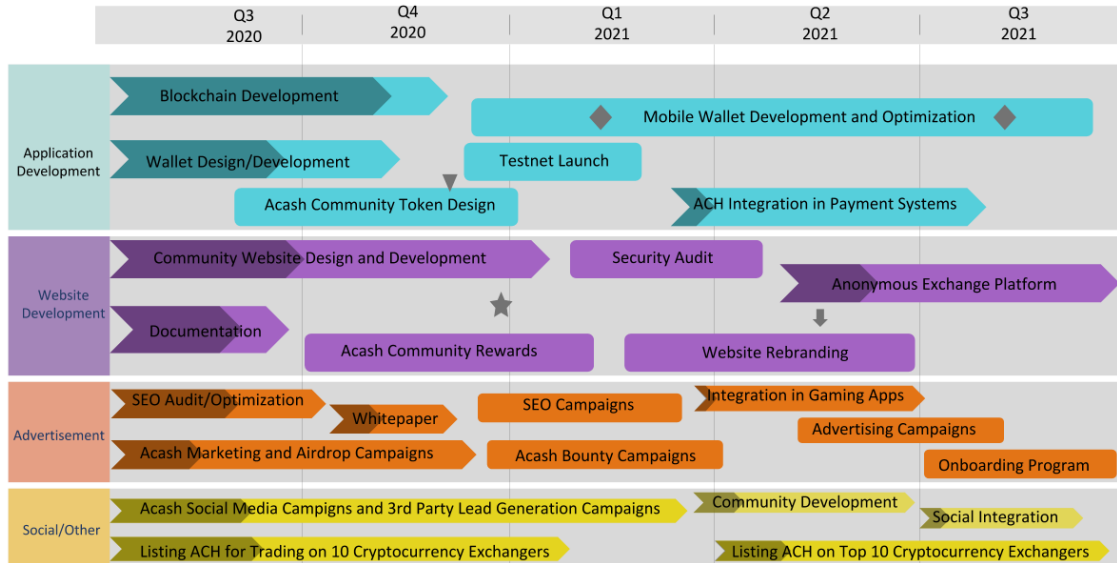 Q3
2020
Q4
2020
Q1
2021
Q2
2021
Q3
2021
Application
Development
Blockchain Development
Mobile Wallet Development and Optimization
Wallet Design/Development
Testnet Launch
Acash Community Token Design
ACH Integration in Payment Systems
Website
Development
Community Website Design and Development
Security Audit
Anonymous Exchange Platform
Documentation
Acash Community Rewards
Website Rebranding
Advertisement
SEO Audit/Optimization
Whitepaper
SEO Campaigns
Integration in Gaming Apps
Advertising Campaigns
Acash Marketing and Airdrop Campaigns
Acash Bounty Campaigns
Onboarding Program
Social/Other
Acash Social Media Campigns and 3rd Party Lead Generation Campaigns
Community Development
Social Integration
Listing ACH for Trading on 10 Cryptocurrency Exchangers
Listing ACH on Top 10 Cryptocurrency Exchangers